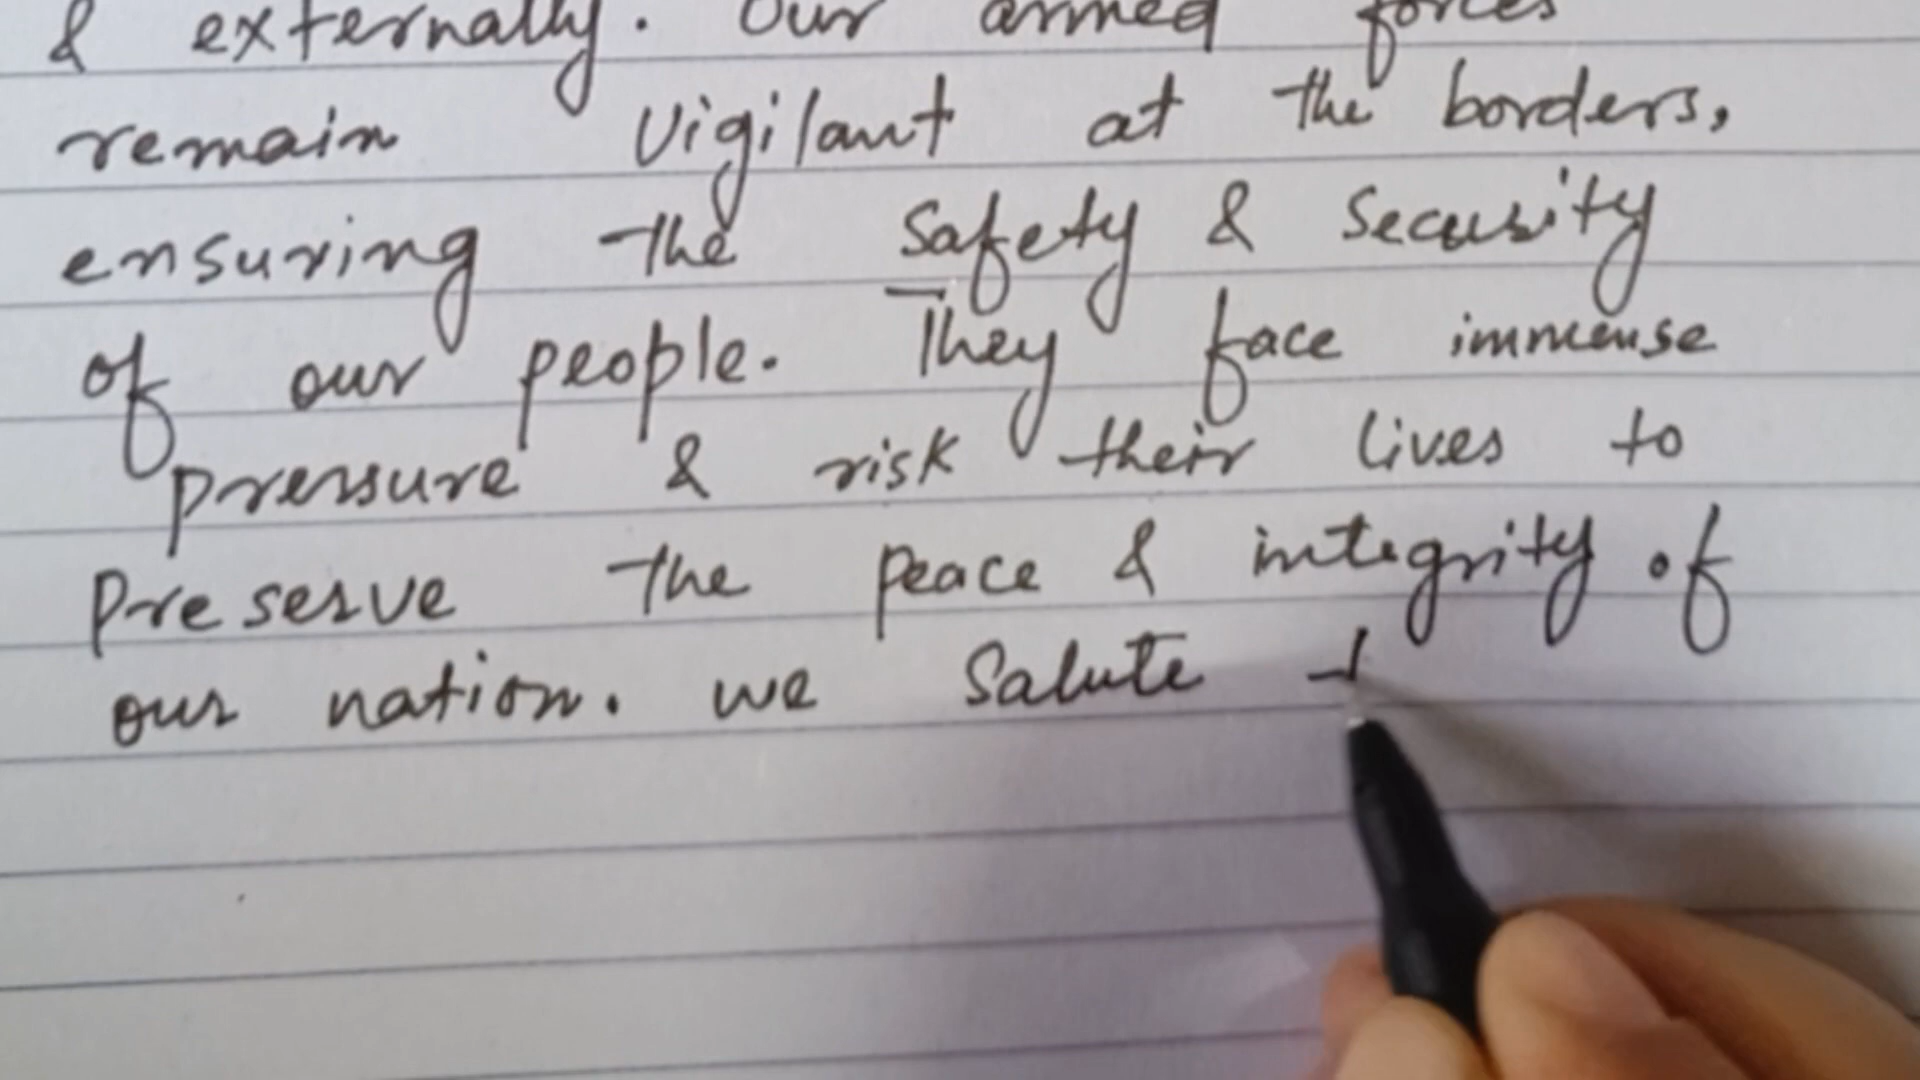 & externally. Our armed forces
remain vigilant at the borders,
ensuring the safety & security
of our people. They face immense
pressure & risk their lives to
preserve the peace & integrity of
our nation. we salute t